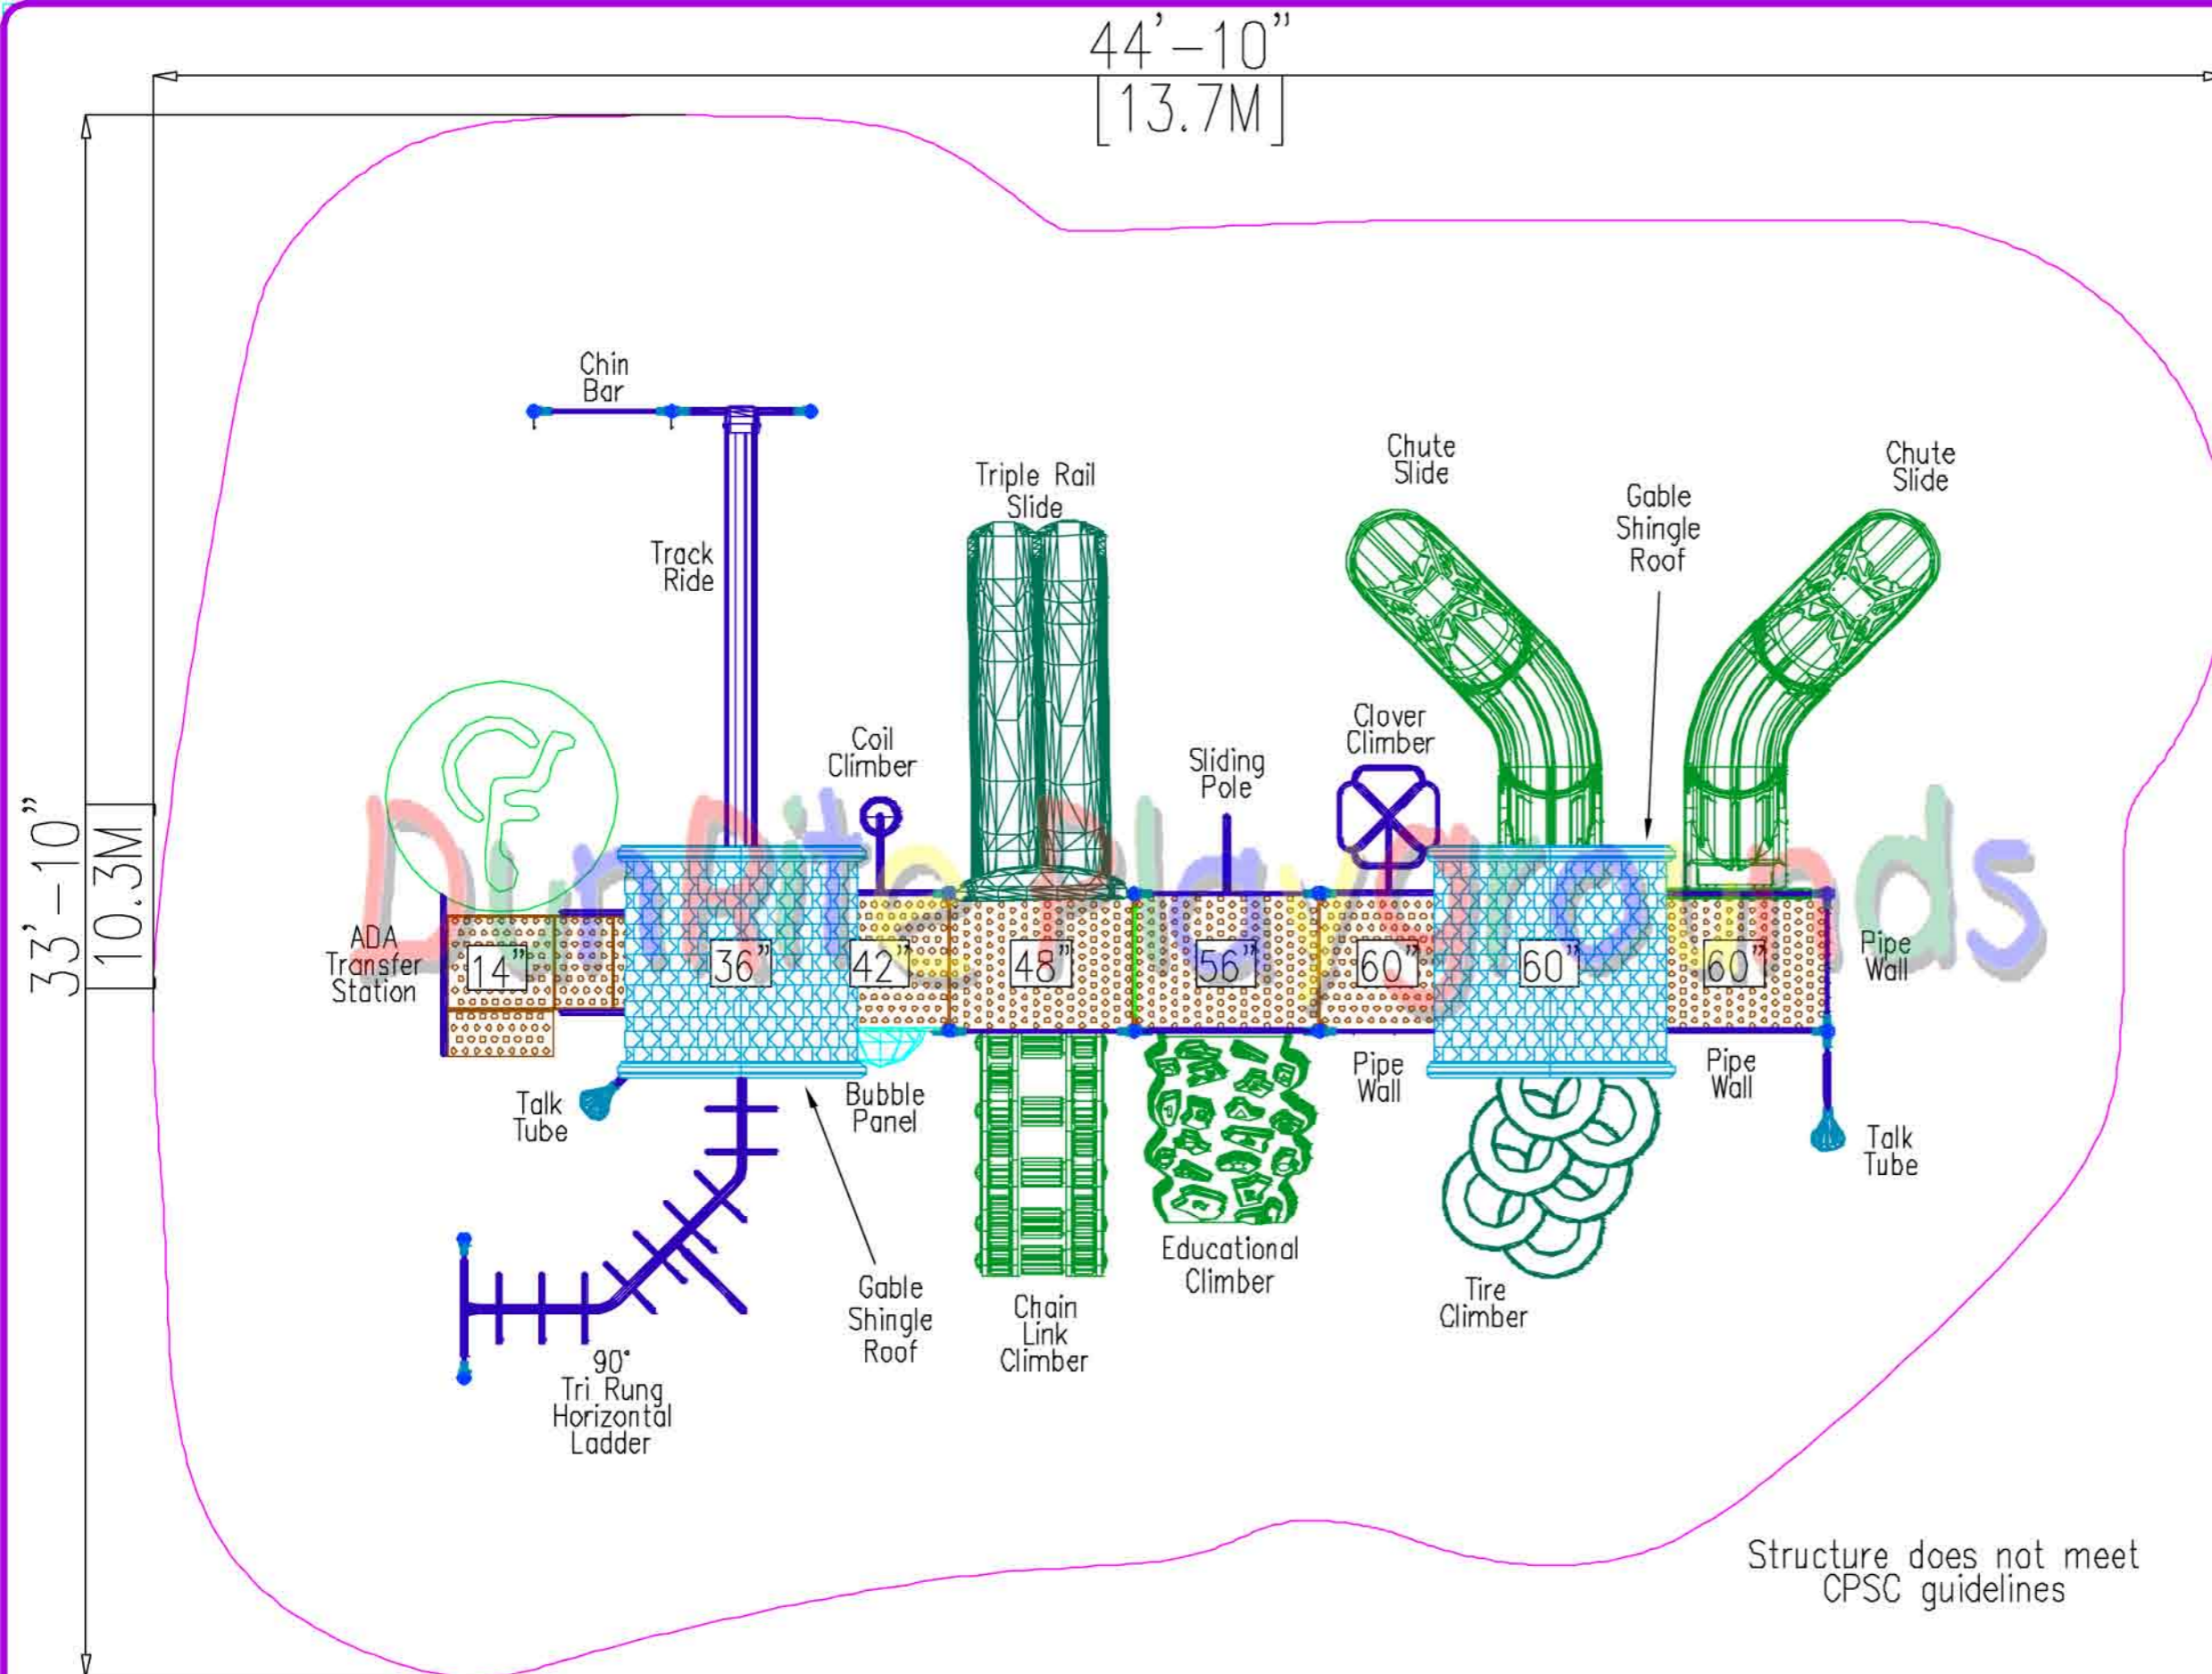 44'-10"
[13.7M]
33'-10"
10.3M
Chin
Bar
Track
Ride
Triple Rail
Slide
Chute
Slide
Gable
Shingle
Roof
Chute
Slide
Coil
Climber
Sliding
Pole
Clover
Climber
DunRite Playgrounds
ADA
Transfer
Station
14"
36"
42"
48"
56"
60"
60"
60"
Pipe
Wall
Talk
Tube
Bubble
Panel
Pipe
Wall
Pipe
Wall
Talk
Tube
90°
Tri Rung
Horizontal
Ladder
Gable
Shingle
Roof
Chain
Link
Climber
Educational
Climber
Tire
Climber
Structure does not meet
CPSC guidelines